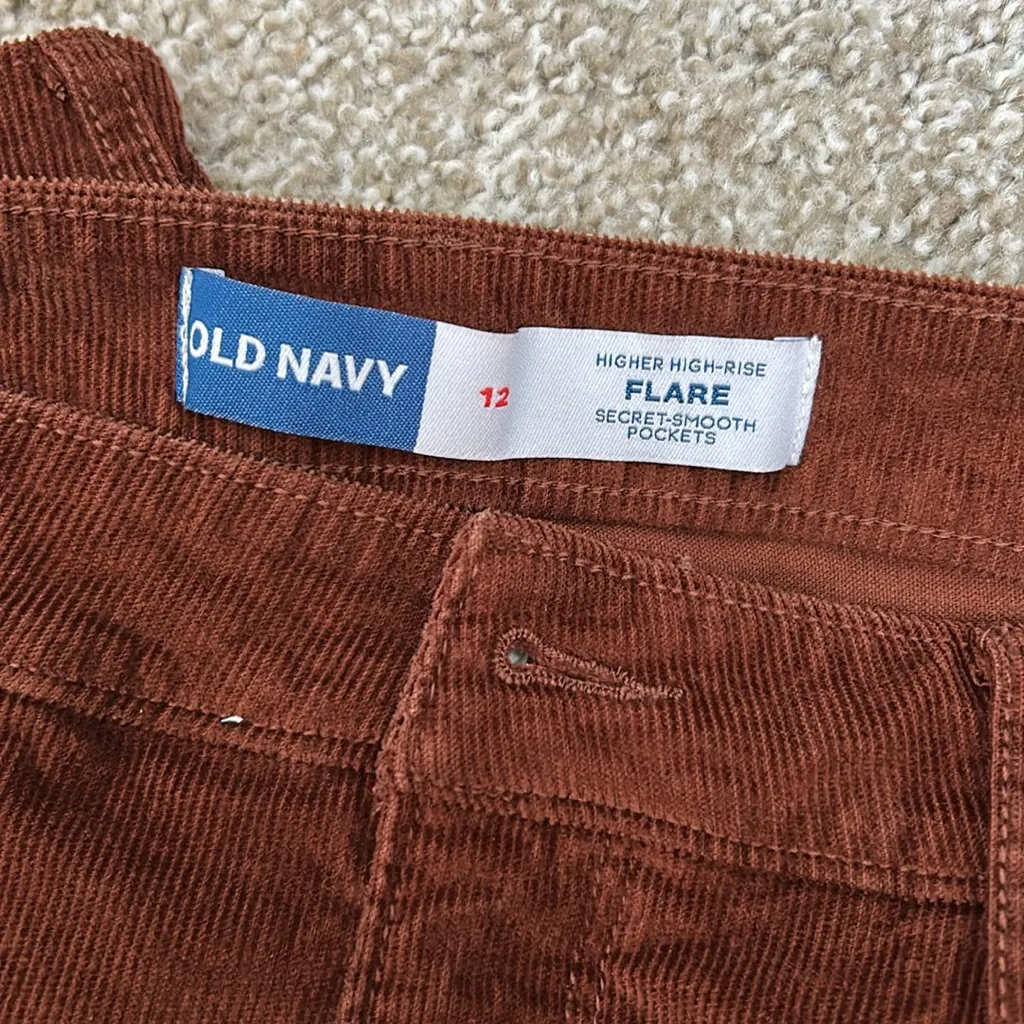 OLD NAVY
12
HIGHER HIGH-RISE
FLARE
SECRET-SMOOTH
POCKETS